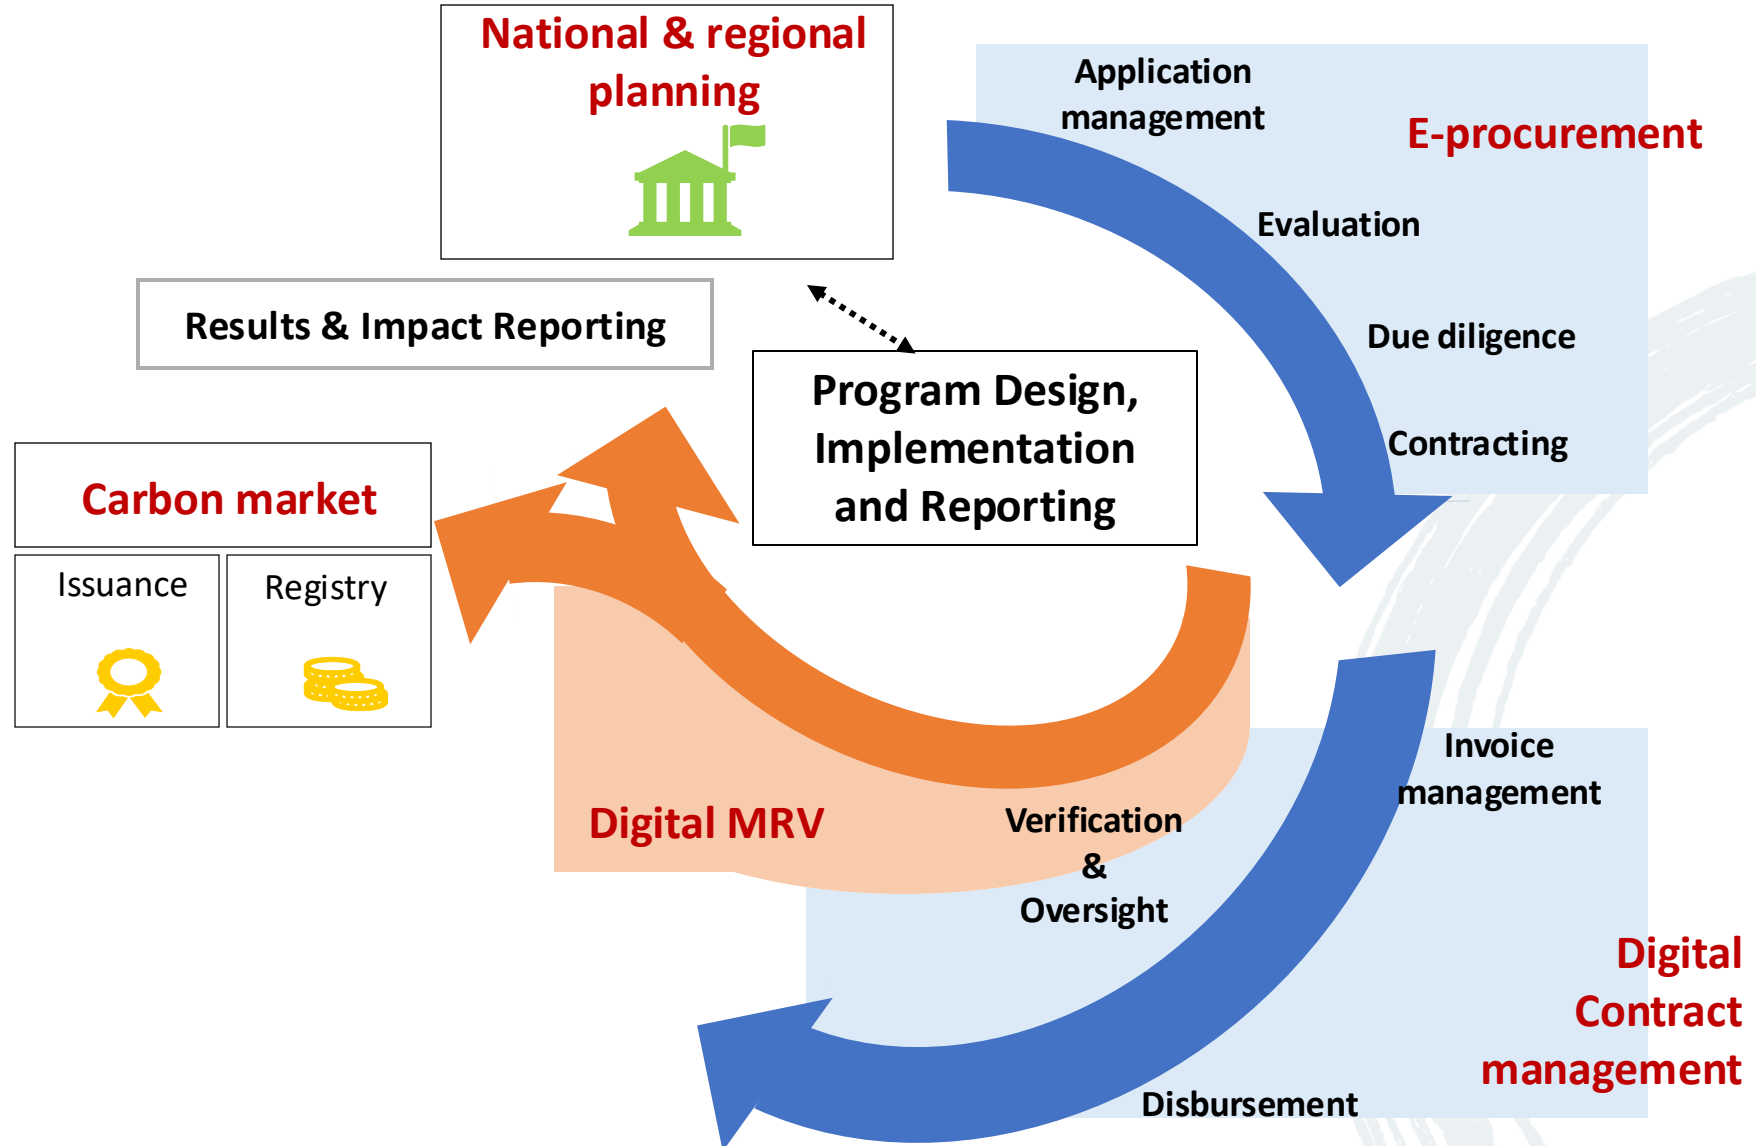 National & regional
planning
Application
management
E-procurement
Evaluation
Results & Impact Reporting
Due diligence
Program Design,
Implementation
and Reporting
Contracting
Carbon market
Issuance
Registry
Invoice
management
Digital MRV
Verification
&
Oversight
Digital
Contract
management
Disbursement